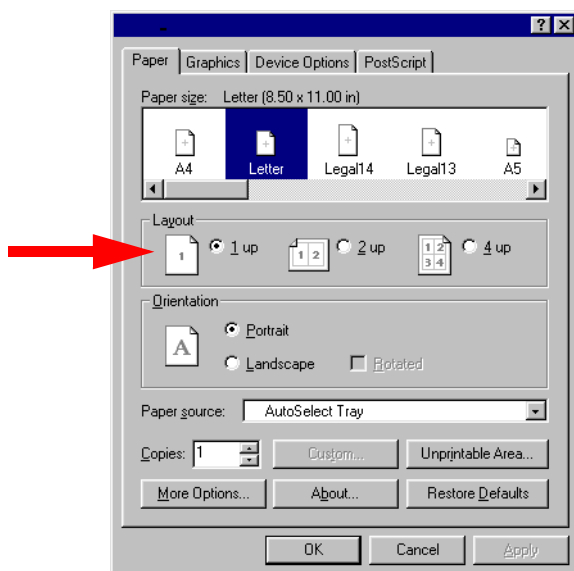 Paper Graphics Device Options PostScript
Paper size: Letter (8.50 x 11.00 in)
A4 Letter Legal14 Legal13 A5
Layout
1 1 up 1 2 2 up 1 2 3 4 4 up
Orientation
A Portrait
Landscape Rotated
Paper source: AutoSelect Tray
Copies: 1 Custom... Unprintable Area...
More Options... About... Restore Defaults
OK Cancel Apply